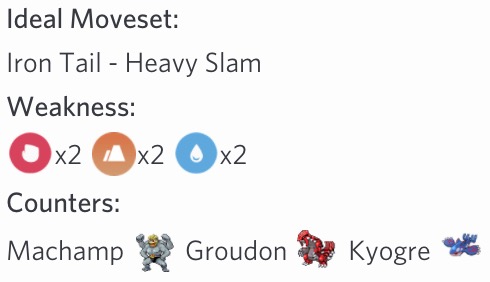 Ideal Moveset:
Iron Tail - Heavy Slam
Weakness:
x2 x2 x2
Counters:
Machamp Groudon Kyogre